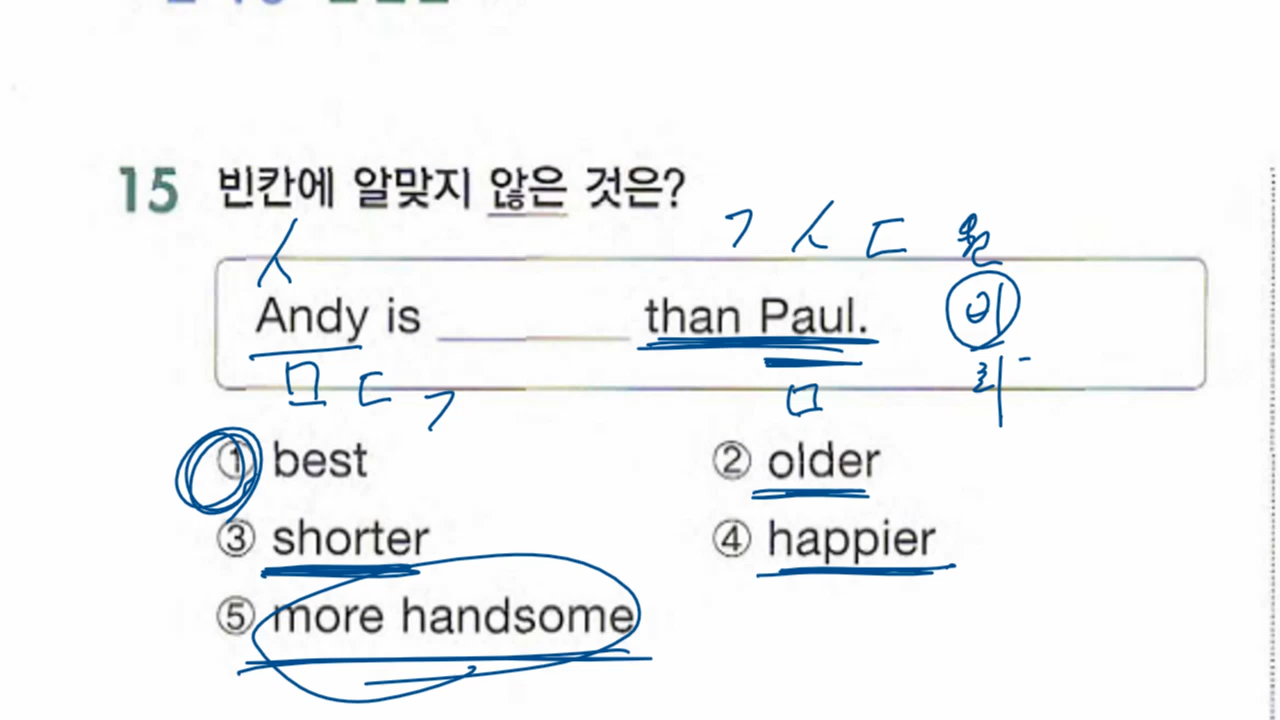 15 빈칸에 알맞지 않은 것은?
ㅅ ㄱ ㅅ ㄷ
Andy is ________ than Paul. 이
ㅁ ㄷ ㄱ ㅁ
① best ② older
③ shorter ④ happier
⑤ more handsome